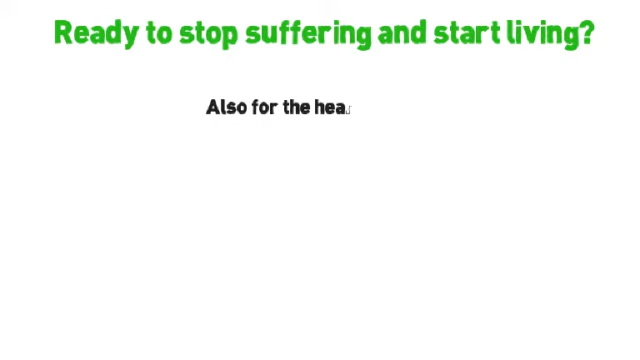 Ready to stop suffering and start living?
Also for the hea